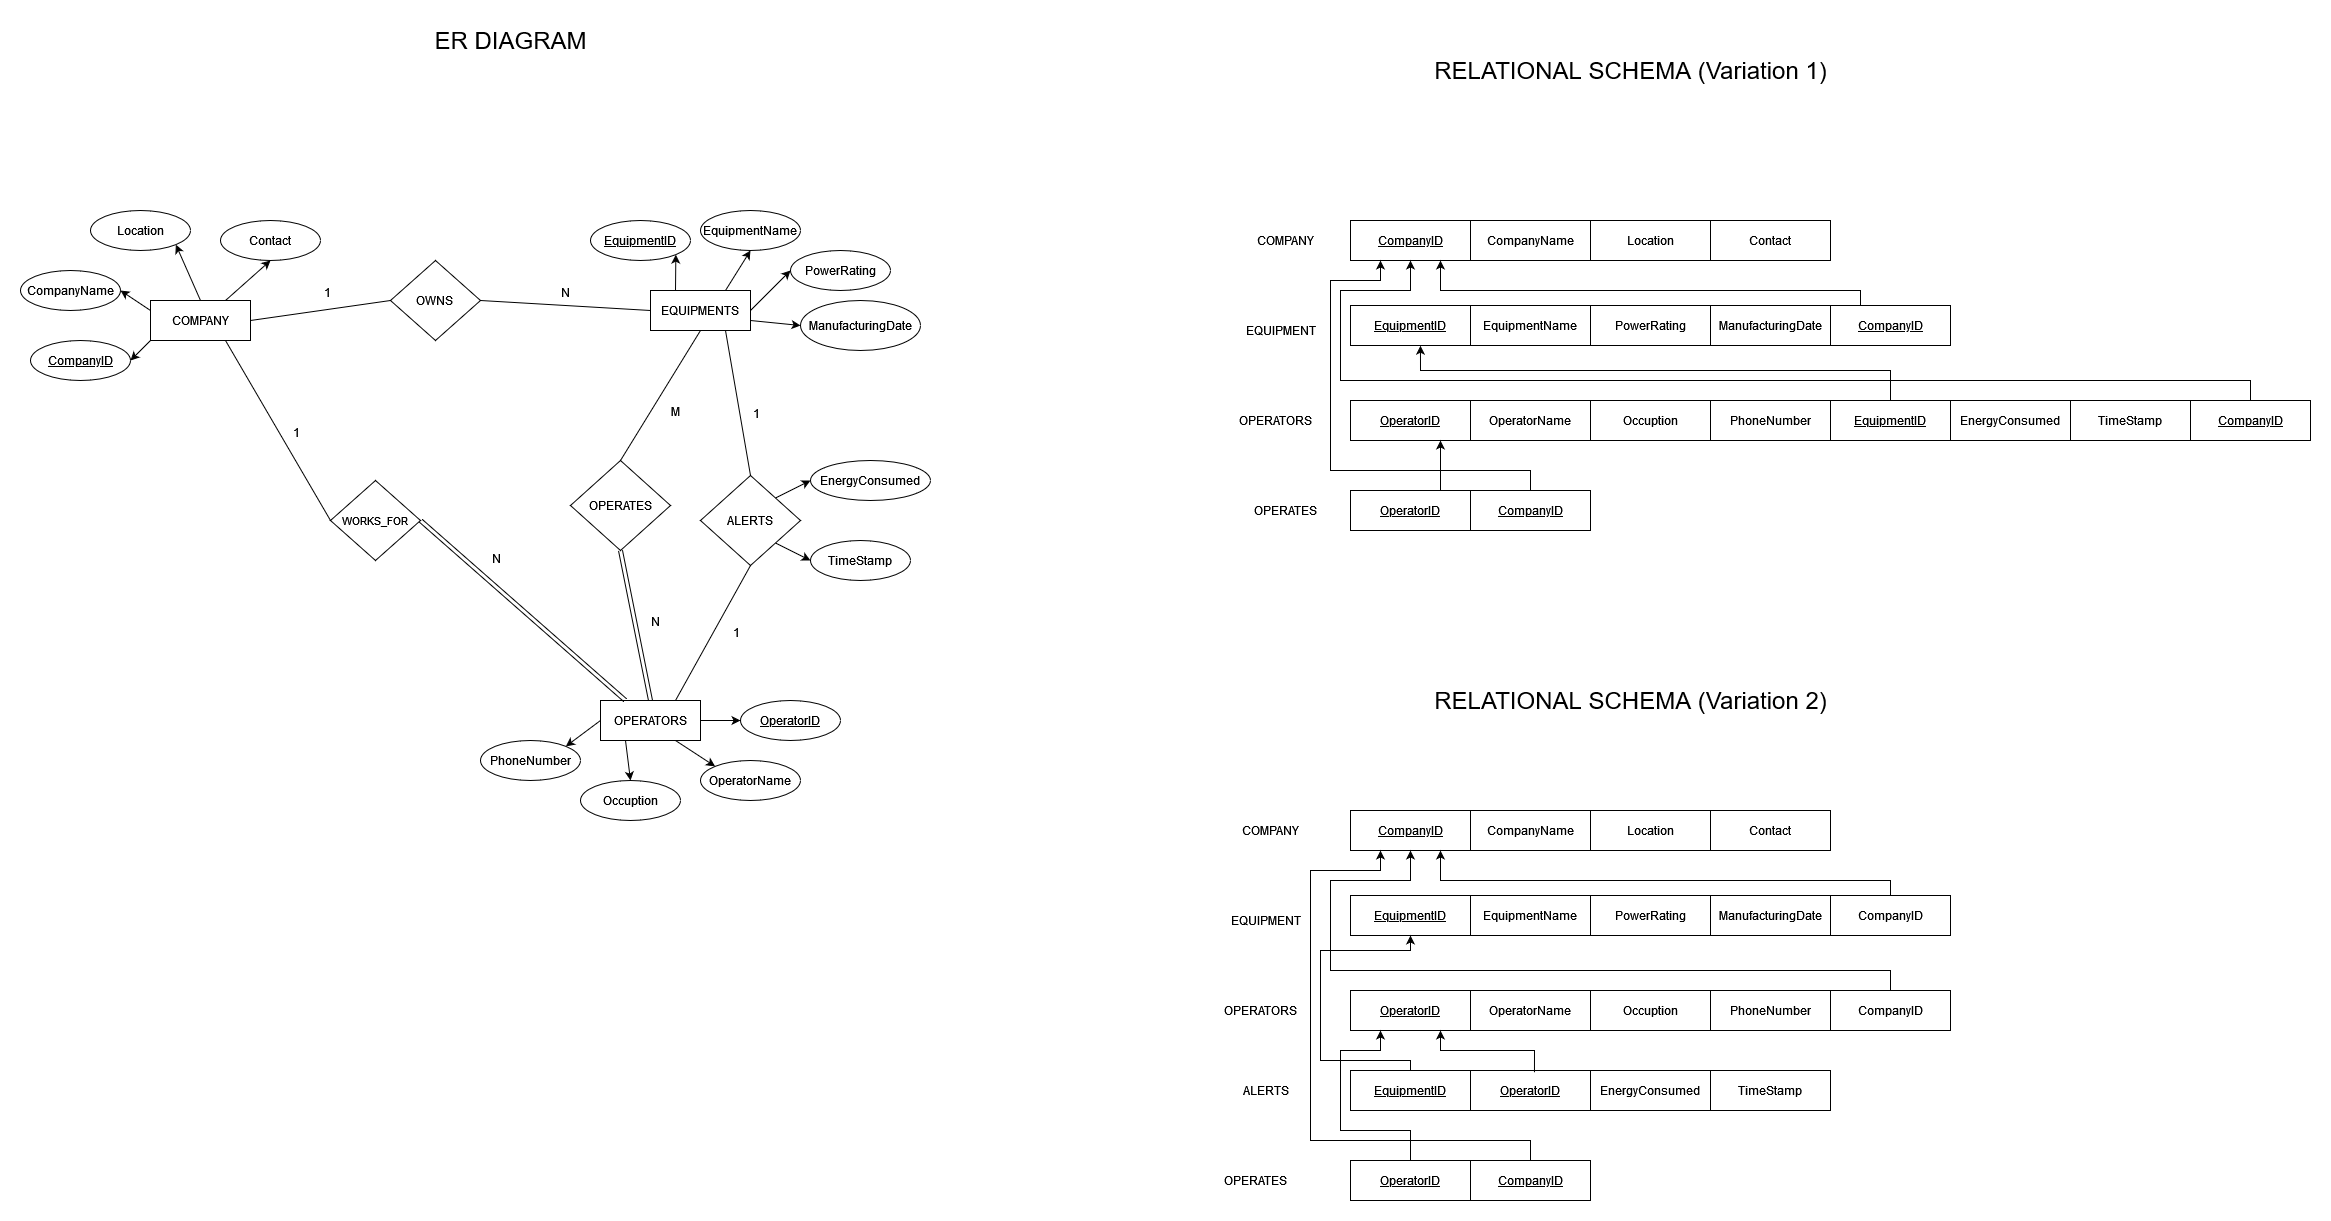 ER DIAGRAM
Location
Contact
CompanyName
COMPANY
CompanyID
1
OWNS
N
EquipmentID
EquipmentName
PowerRating
EQUIPMENTS
ManufacturingDate
M
1
1
WORKS_FOR
N
OPERATES
ALERTS
EnergyConsumed
TimeStamp
N
1
OPERATORS
OperatorID
PhoneNumber
Occuption
OperatorName
RELATIONAL SCHEMA (Variation 1)
COMPANY CompanyID CompanyName Location Contact
EQUIPMENT EquipmentID EquipmentName PowerRating ManufacturingDate CompanyID
OPERATORS OperatorID OperatorName Occuption PhoneNumber EquipmentID EnergyConsumed TimeStamp CompanyID
OPERATES OperatorID CompanyID
RELATIONAL SCHEMA (Variation 2)
COMPANY CompanyID CompanyName Location Contact
EQUIPMENT EquipmentID EquipmentName PowerRating ManufacturingDate CompanyID
OPERATORS OperatorID OperatorName Occuption PhoneNumber CompanyID
ALERTS EquipmentID OperatorID EnergyConsumed TimeStamp
OPERATES OperatorID CompanyID